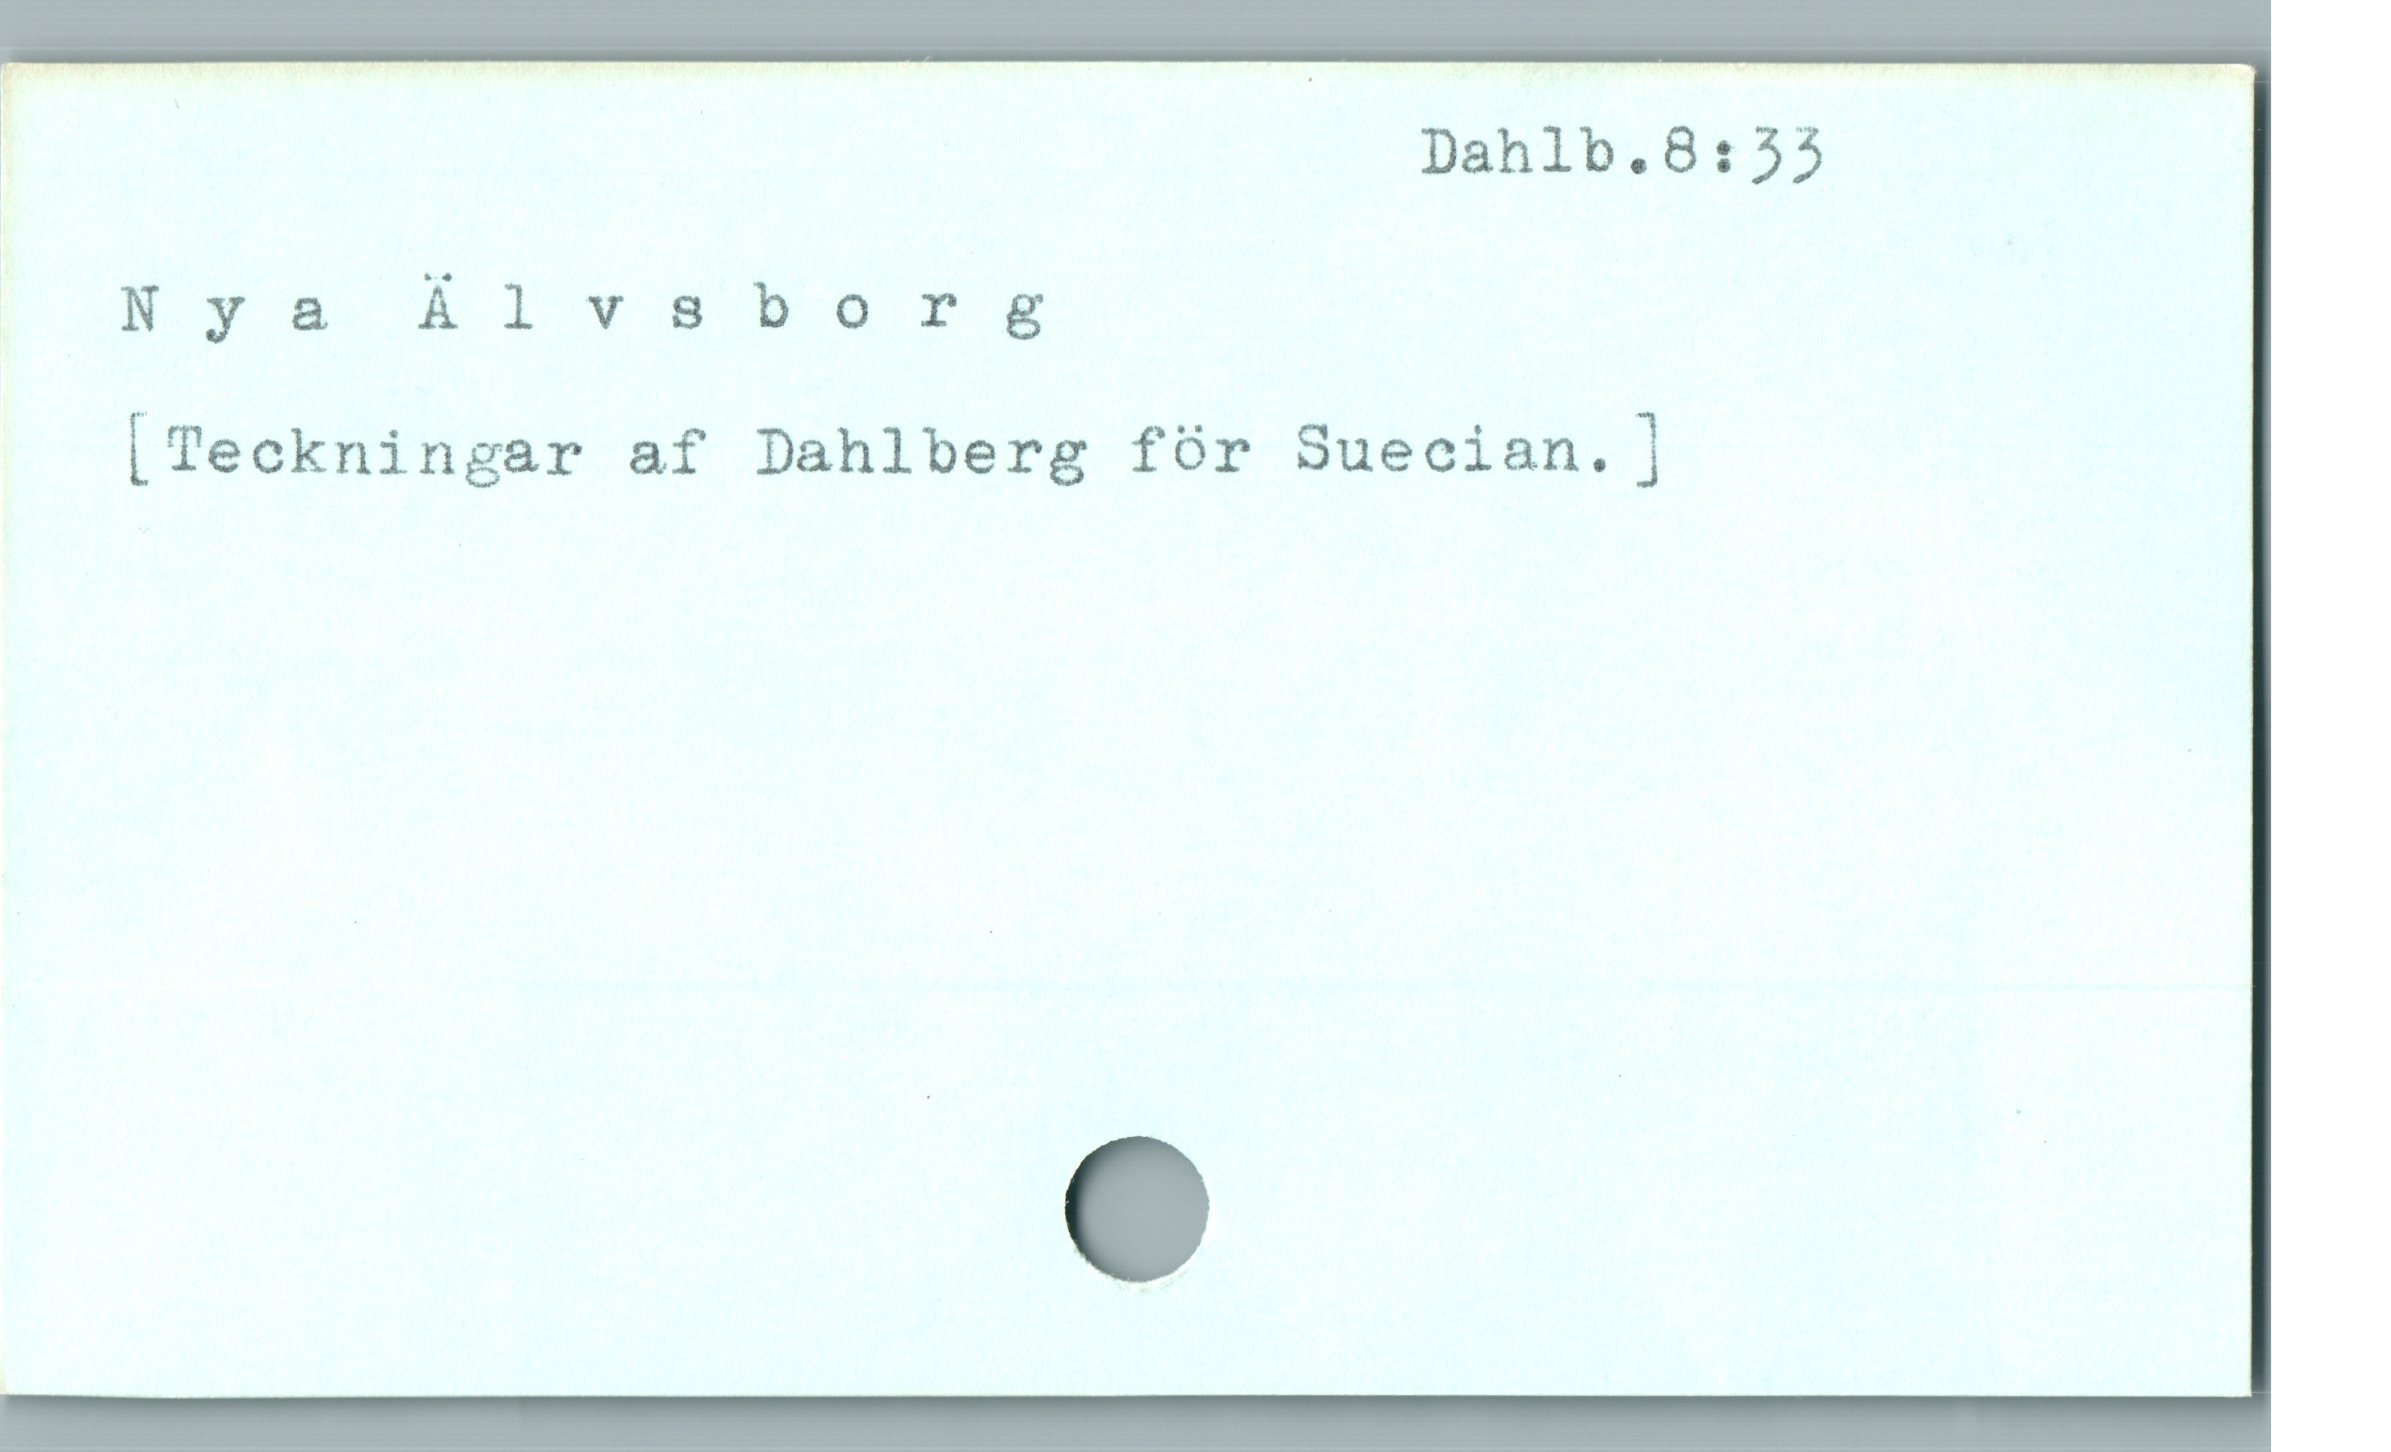 Dahlb.8:33
N y a Ä l v s b o r g
[Teckningar af Dahlberg för Suecian.]